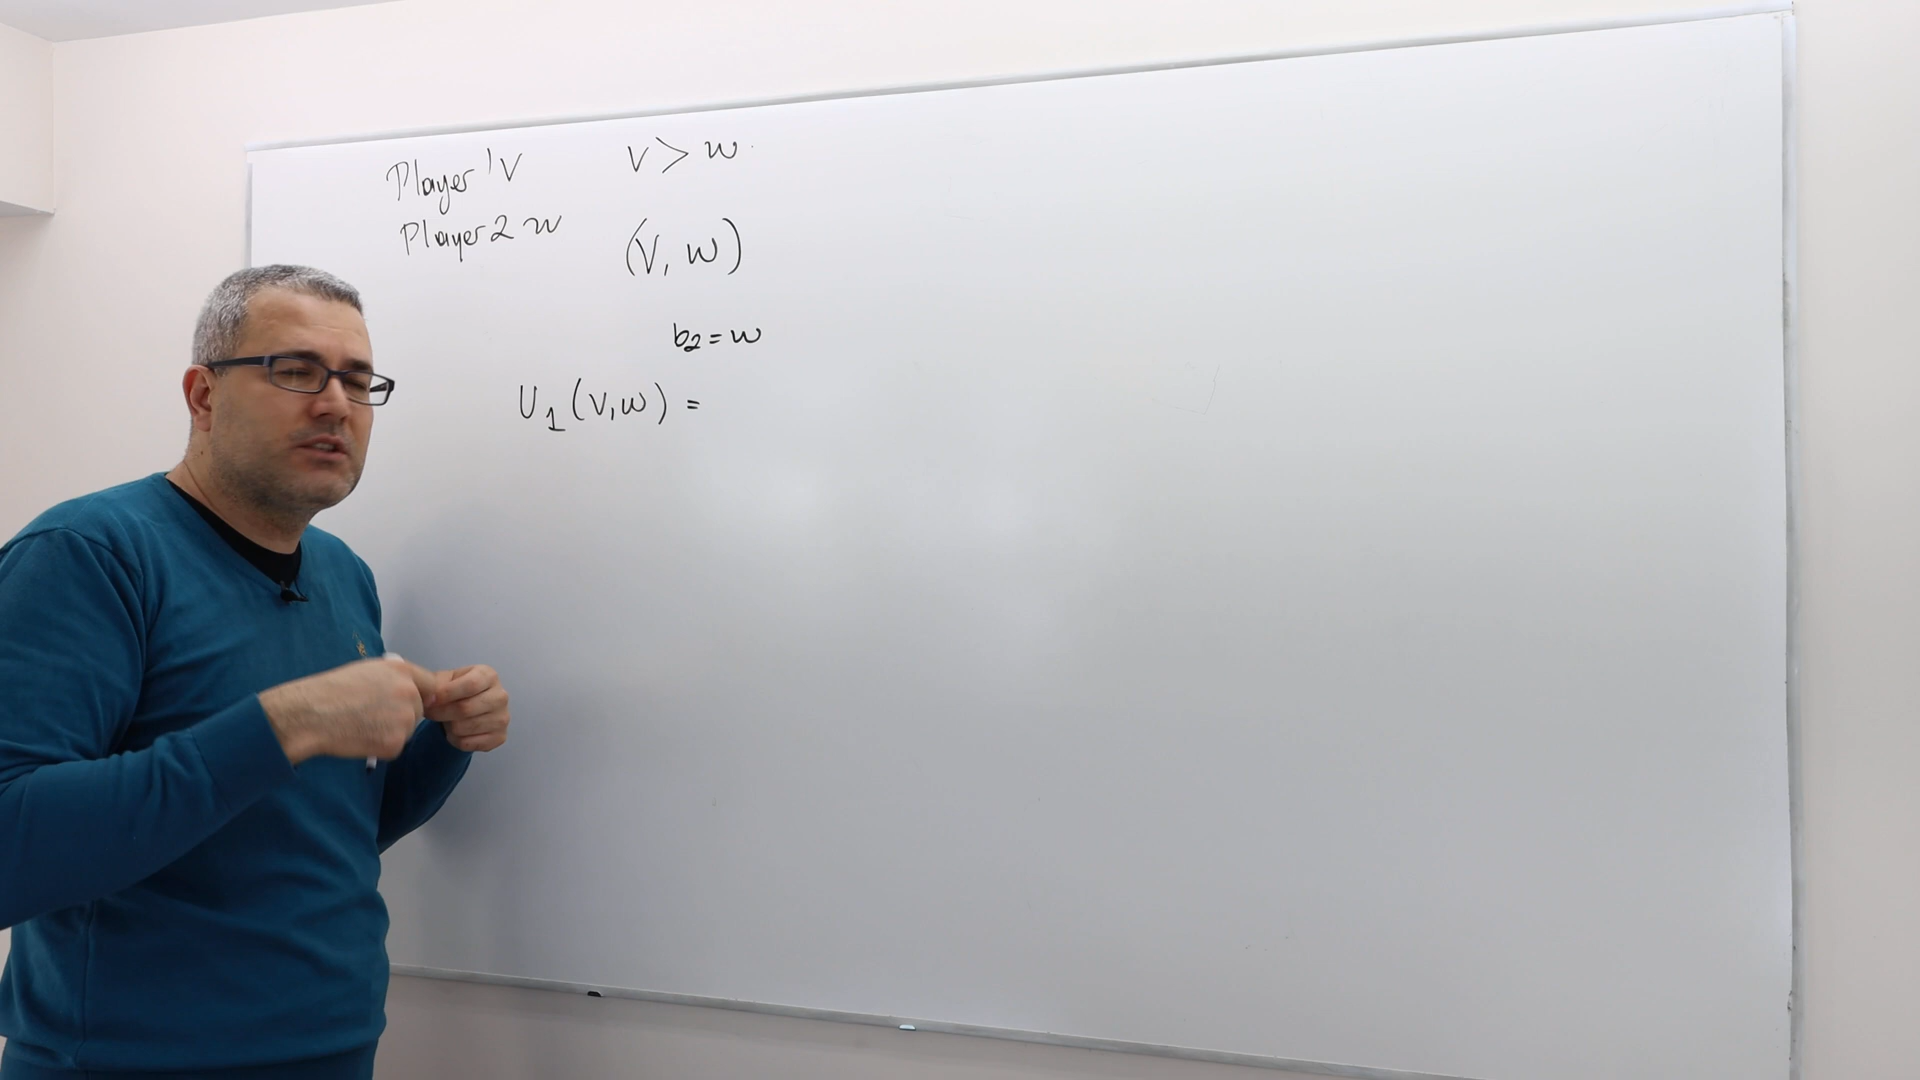 Player 1 V
V > w.
Player 2 w
(V, w)
b₂ = w
U₁ (V, w) =